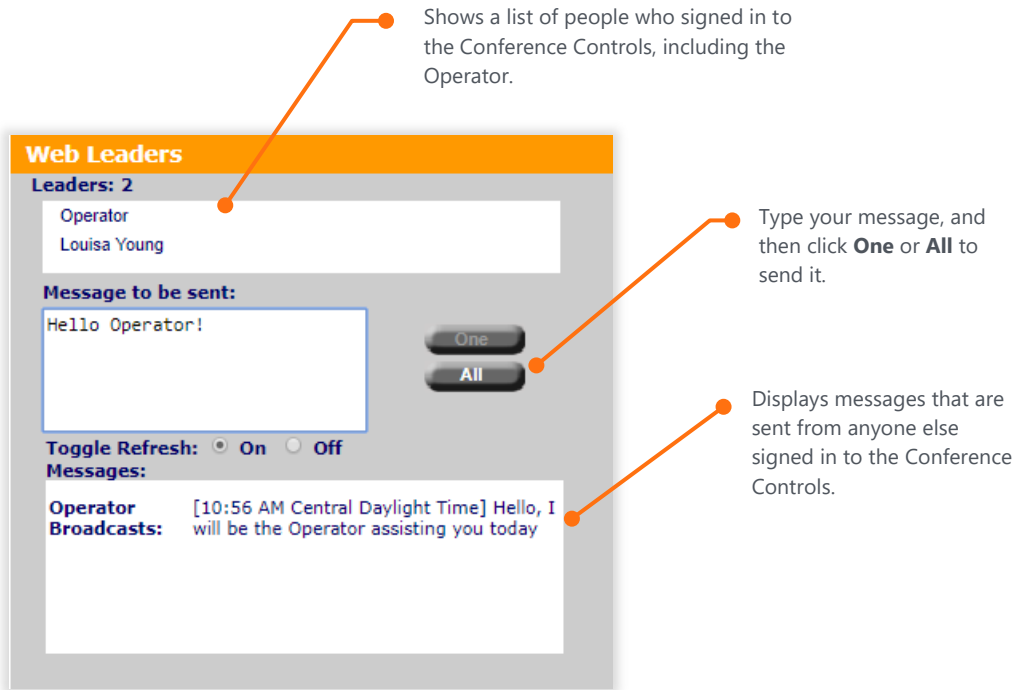 Shows a list of people who signed in to
the Conference Controls, including the
Operator.
Web Leaders
Leaders: 2
Operator
Louisa Young
Message to be sent:
Hello Operator!
One
All
Type your message, and
then click One or All to
send it.
Toggle Refresh: On Off
Messages:
Operator Broadcasts: [10:56 AM Central Daylight Time] Hello, I
will be the Operator assisting you today
Displays messages that are
sent from anyone else
signed in to the Conference
Controls.